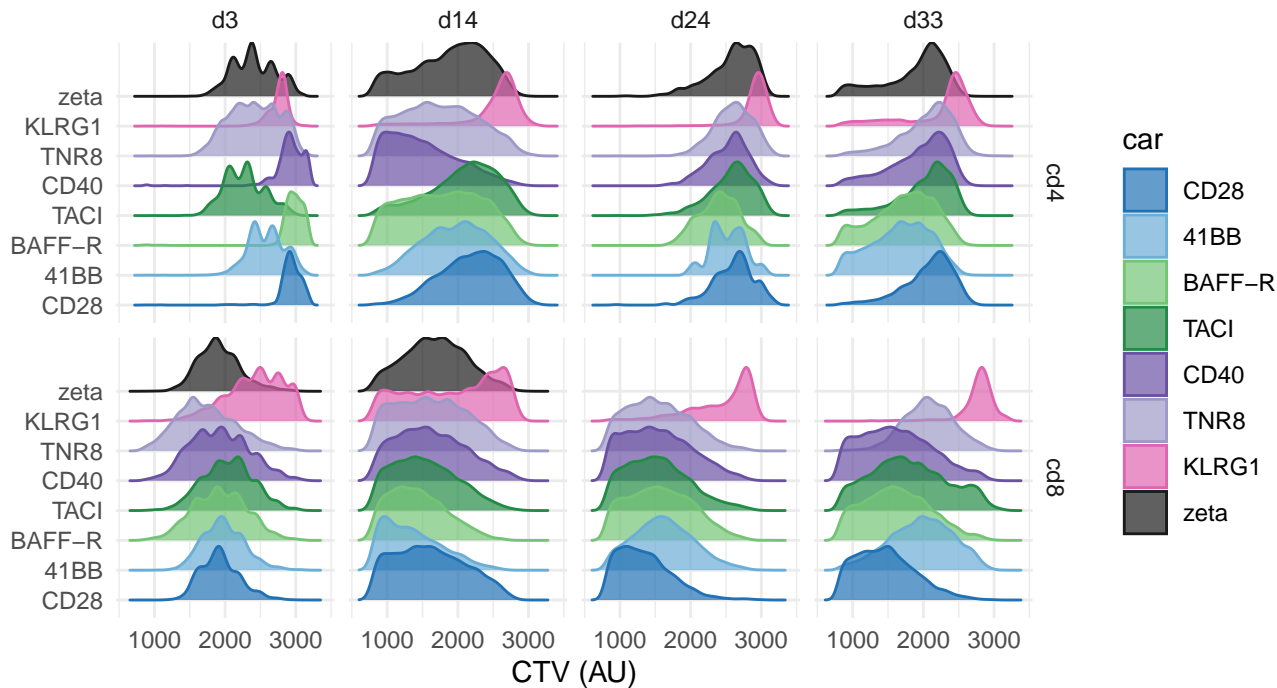 d3 d14 d24 d33
zeta
KLRG1
TNR8
CD40
TACI
BAFF−R
41BB
CD28
cd4
zeta
KLRG1
TNR8
CD40
TACI
BAFF−R
41BB
CD28
cd8
1000 2000 3000 1000 2000 3000 1000 2000 3000 1000 2000 3000
CTV (AU)
car
CD28
41BB
BAFF−R
TACI
CD40
TNR8
KLRG1
zeta